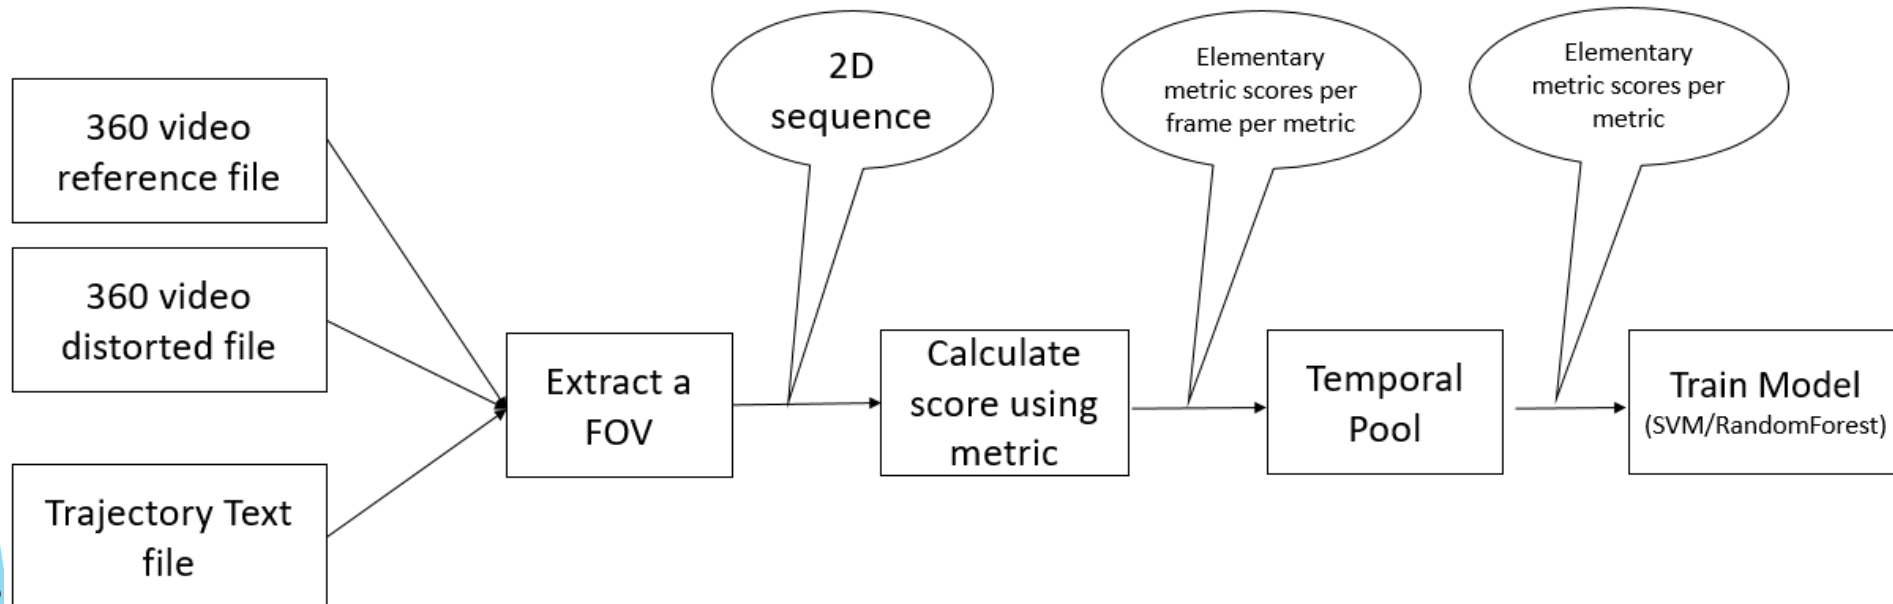 360 video
reference file
360 video
distorted file
Trajectory Text
file
Extract a
FOV
2D
sequence
Calculate
score using
metric
Elementary
metric scores per
frame per metric
Temporal
Pool
Elementary
metric scores per
metric
Train Model
(SVM/RandomForest)